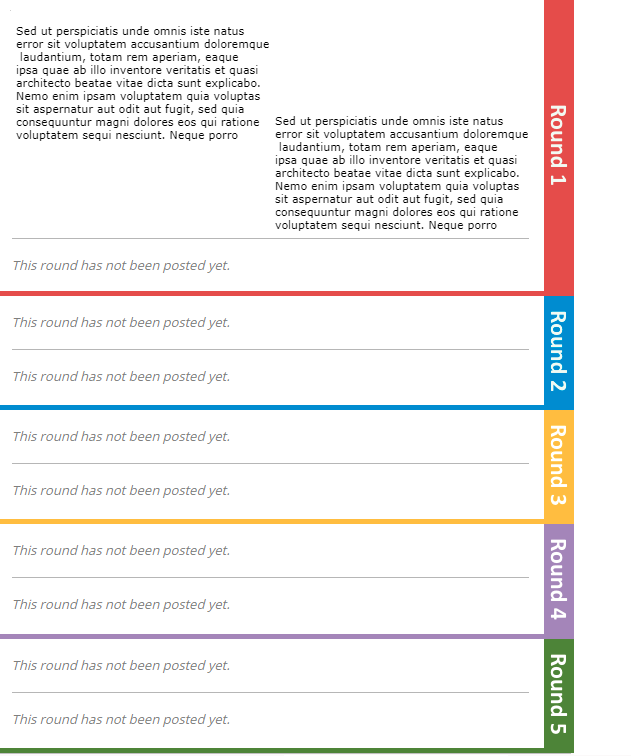 Sed ut perspiciatis unde omnis iste natus
error sit voluptatem accusantium doloremque
laudantium, totam rem aperiam, eaque
ipsa quae ab illo inventore veritatis et quasi
architecto beatae vitae dicta sunt explicabo.
Nemo enim ipsam voluptatem quia voluptas
sit aspernatur aut odit aut fugit, sed quia
consequuntur magni dolores eos qui ratione
voluptatem sequi nesciunt. Neque porro
Sed ut perspiciatis unde omnis iste natus
error sit voluptatem accusantium doloremque
laudantium, totam rem aperiam, eaque
ipsa quae ab illo inventore veritatis et quasi
architecto beatae vitae dicta sunt explicabo.
Nemo enim ipsam voluptatem quia voluptas
sit aspernatur aut odit aut fugit, sed quia
consequuntur magni dolores eos qui ratione
voluptatem sequi nesciunt. Neque porro
This round has not been posted yet.
Round 1
This round has not been posted yet.
This round has not been posted yet.
Round 2
This round has not been posted yet.
This round has not been posted yet.
Round 3
This round has not been posted yet.
This round has not been posted yet.
Round 4
This round has not been posted yet.
This round has not been posted yet.
Round 5